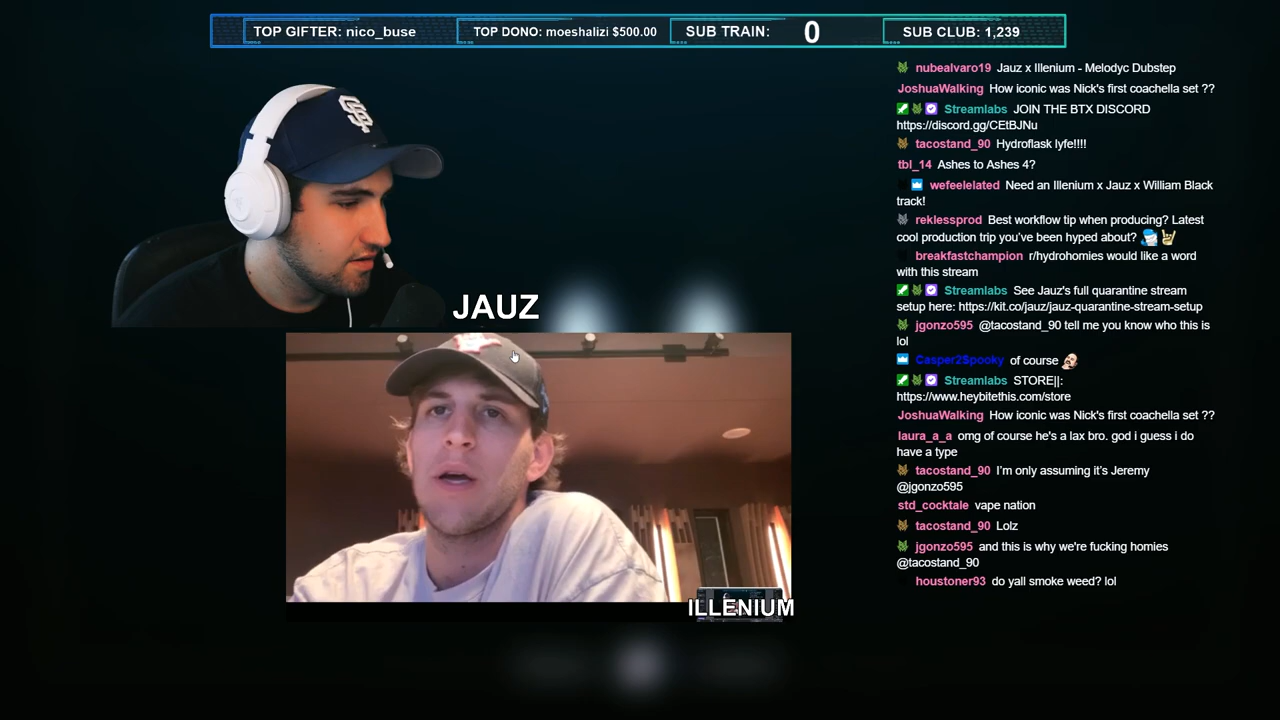 TOP GIFTER: nico_buse
TOP DONO: moeshalizi $500.00
SUB TRAIN: 0
SUB CLUB: 1,239
SF
JAUZ
ILLENIUM
nubealvaro19 Jauz x Illenium - Melodyc Dubstep
JoshuaWalking How iconic was Nick's first coachella set ??
Streamlabs JOIN THE BTX DISCORD
https://discord.gg/CEtBJNu
tacostand_90 Hydroflask lyfe!!!!
tbl_14 Ashes to Ashes 4?
wefeelelated Need an Illenium x Jauz x William Black
track!
reklessprod Best workflow tip when producing? Latest
cool production trip you've been hyped about?
breakfastchampion r/hydrohomies would like a word
with this stream
Streamlabs See Jauz's full quarantine stream
setup here: https://kit.co/jauz/jauz-quarantine-stream-setup
jgonzo595 @tacostand_90 tell me you know who this is
lol
Casper2Spooky of course
Streamlabs STORE||:
https://www.heybitethis.com/store
JoshuaWalking How iconic was Nick's first coachella set ??
laura_a_a omg of course he's a lax bro. god i guess i do
have a type
tacostand_90 I'm only assuming it's Jeremy
@jgonzo595
std_cocktale vape nation
tacostand_90 Lolz
jgonzo595 and this is why we're fucking homies
@tacostand_90
houstoner93 do yall smoke weed? lol